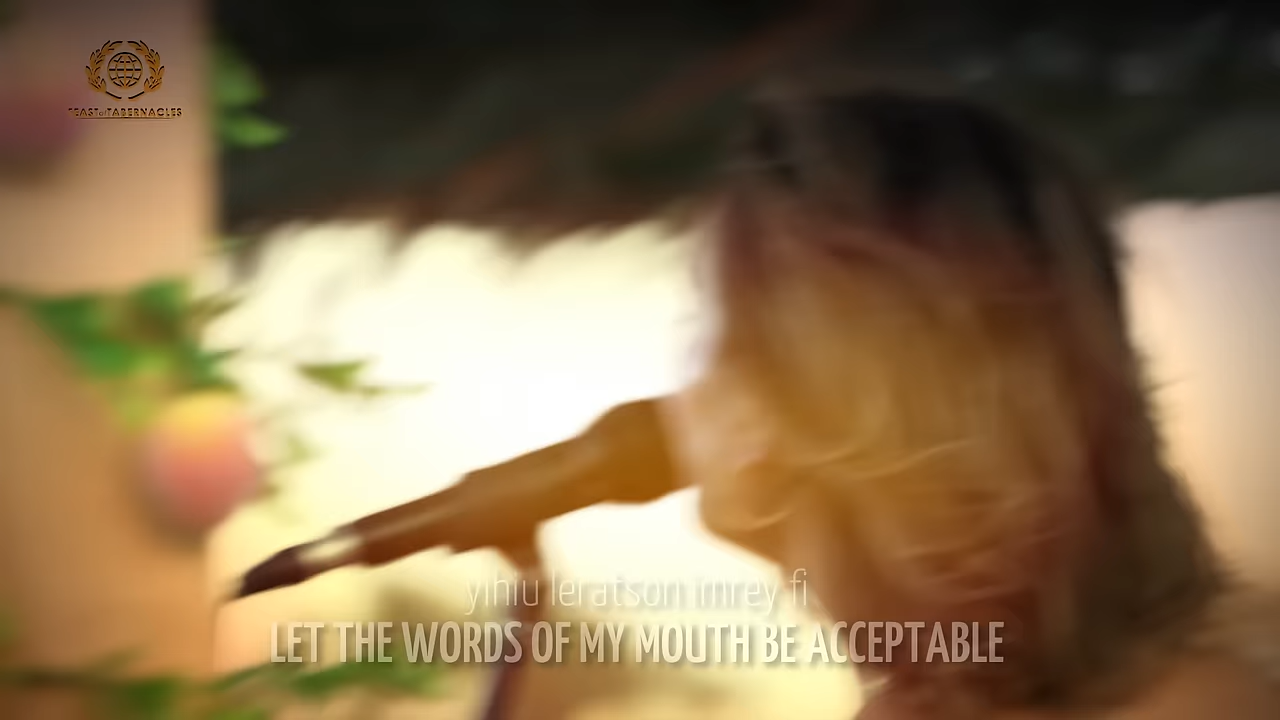 FEAST of TABERNACLES
yihiu leratson imrey fi
LET THE WORDS OF MY MOUTH BE ACCEPTABLE